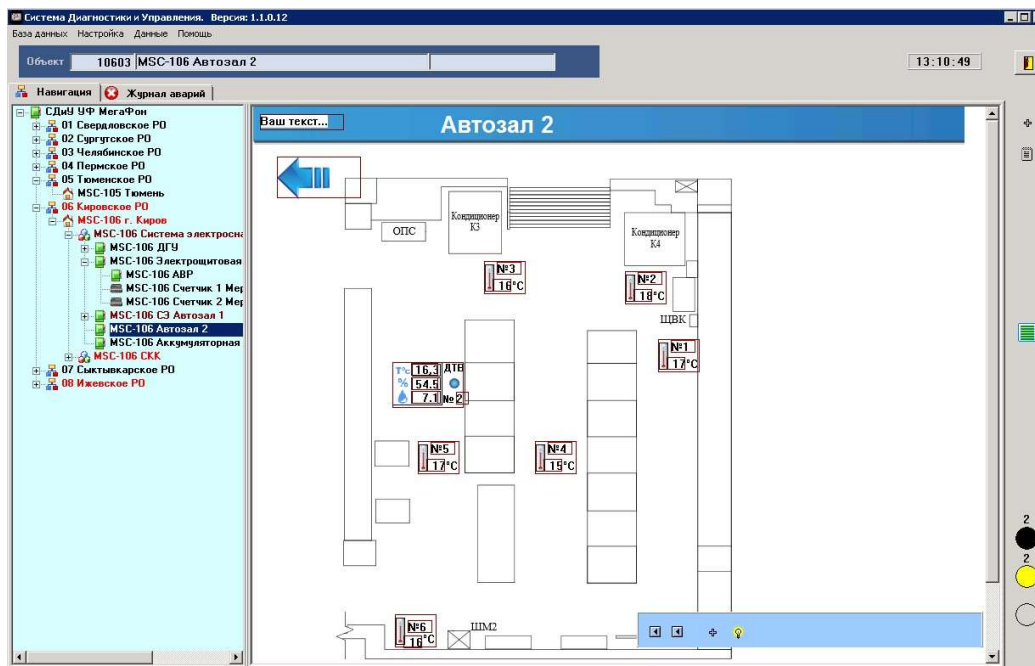 Система Диагностики и Управления. Версия: 1.1.0.12
База данных Настройка Данные Помощь
Объект 10603 MSC-106 Автозал 2 13:10:49
Навигация Журнал аварий
СДиУ УФ МегаФон
01 Свердловское РО
02 Сургутское РО
03 Челябинское РО
04 Пермское РО
05 Тюменское РО
MSC-105 Тюмень
06 Кировское РО
MSC-106 г. Киров
MSC-106 Система электросна
MSC-106 ДГУ
MSC-106 Электрощитовая
MSC-106 АВР
MSC-106 Счетчик 1 Мер
MSC-106 Счетчик 2 Мер
MSC-106 СЭ Автозал 1
MSC-106 Автозал 2
MSC-106 Аккумуляторная
MSC-106 СКК
07 Сыктывкарское РО
08 Ижевское РО
Ваш текст...
Автозал 2
ОПС
Кондиционер
К3
Кондиционер
К4
№3
16°C
№2
18°C
ЩВК
№1
17°C
T°c 16,3 ДТВ
% 54.5
7.1 № 2
№5
17°C
№4
15°C
№6
16°C
ШМ2
2
2